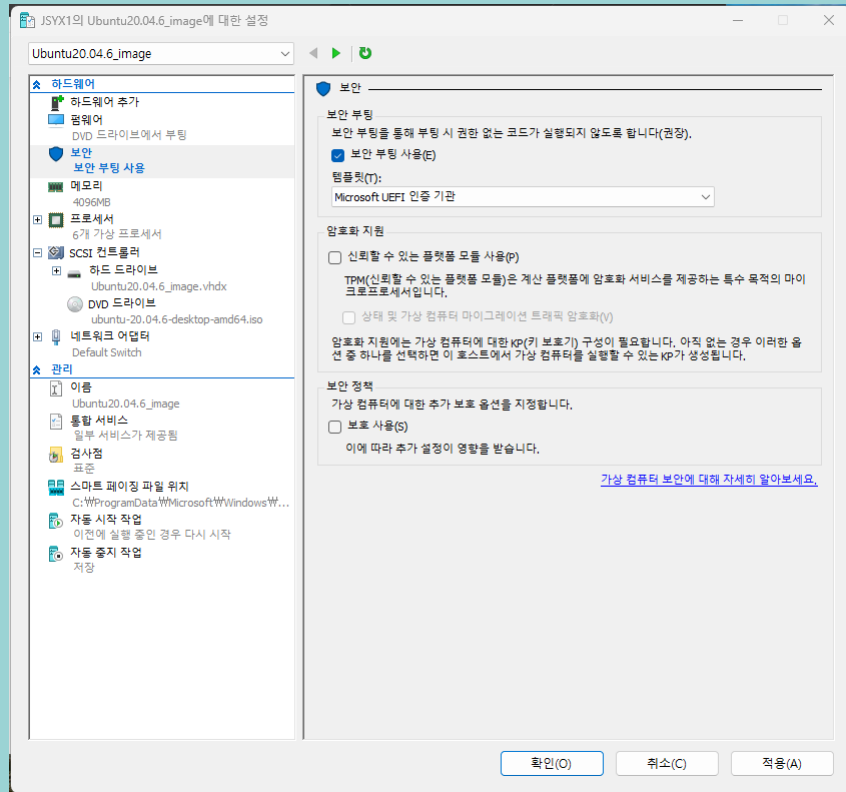 JSYX1의 Ubuntu20.04.6_image에 대한 설정
Ubuntu20.04.6_image
하드웨어
하드웨어 추가
펌웨어
DVD 드라이브에서 부팅
보안
보안 부팅 사용
메모리
4096MB
프로세서
6개 가상 프로세서
SCSI 컨트롤러
하드 드라이브
Ubuntu20.04.6_image.vhdx
DVD 드라이브
ubuntu-20.04.6-desktop-amd64.iso
네트워크 어댑터
Default Switch
관리
이름
Ubuntu20.04.6_image
통합 서비스
일부 서비스가 제공됨
검사점
표준
스마트 페이징 파일 위치
C:₩ProgramData₩Microsoft₩Windows₩...
자동 시작 작업
이전에 실행 중인 경우 다시 시작
자동 중지 작업
저장
보안
보안 부팅
보안 부팅을 통해 부팅 시 권한 없는 코드가 실행되지 않도록 합니다(권장).
보안 부팅 사용(E)
템플릿(T):
Microsoft UEFI 인증 기관
암호화 지원
신뢰할 수 있는 플랫폼 모듈 사용(P)
TPM(신뢰할 수 있는 플랫폼 모듈)은 계산 플랫폼에 암호화 서비스를 제공하는 특수 목적의 마이
크로프로세서입니다.
상태 및 가상 컴퓨터 마이그레이션 트래픽 암호화(V)
암호화 지원에는 가상 컴퓨터에 대한 KP(키 보호기) 구성이 필요합니다. 아직 없는 경우 이러한 옵
션 중 하나를 선택하면 이 호스트에서 가상 컴퓨터를 실행할 수 있는 KP가 생성됩니다.
보안 정책
가상 컴퓨터에 대한 추가 보호 옵션을 지정합니다.
보호 사용(S)
이에 따라 추가 설정이 영향을 받습니다.
가상 컴퓨터 보안에 대해 자세히 알아보세요.
확인(O)
취소(C)
적용(A)